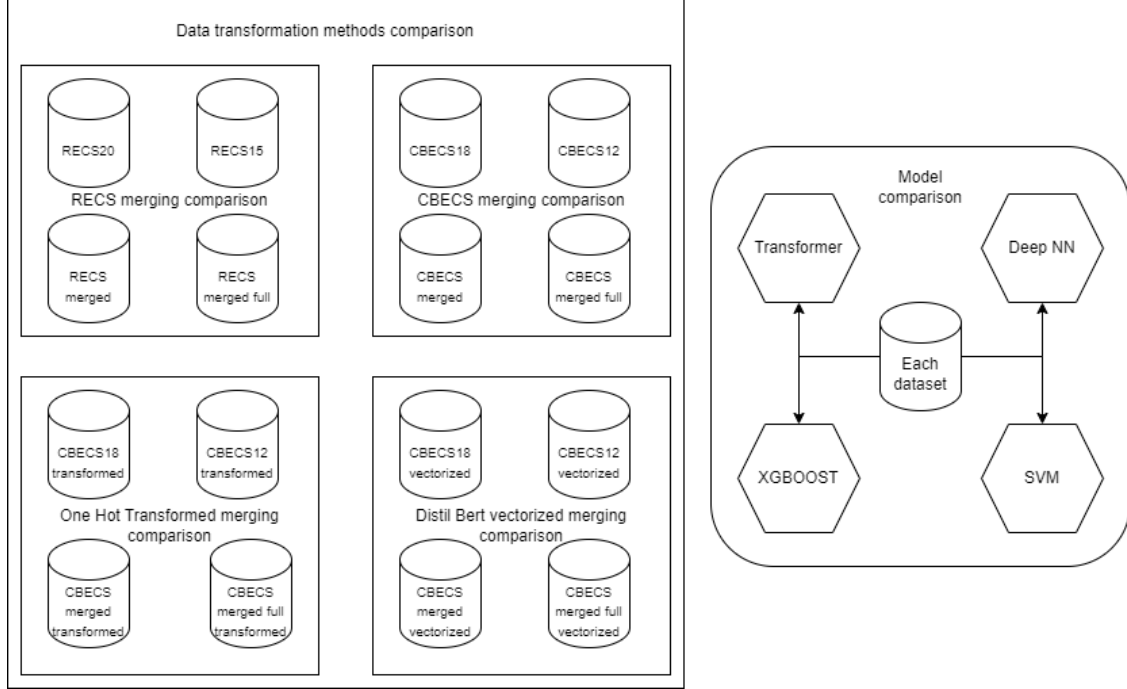 Data transformation methods comparison
RECS20
RECS15
RECS merging comparison
RECS
merged
RECS
merged full
CBECS18
CBECS12
CBECS merging comparison
CBECS
merged
CBECS
merged full
CBECS18
transformed
CBECS12
transformed
One Hot Transformed merging
comparison
CBECS
merged
transformed
CBECS
merged full
transformed
CBECS18
vectorized
CBECS12
vectorized
Distil Bert vectorized merging
comparison
CBECS
merged
vectorized
CBECS
merged full
vectorized
Model
comparison
Transformer
Deep NN
Each
dataset
XGBOOST
SVM